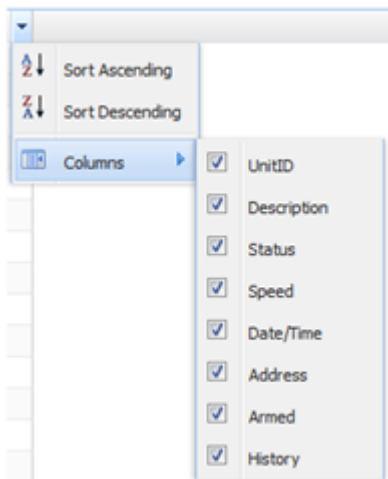 Sort Ascending
Sort Descending
Columns
UnitID
Description
Status
Speed
Date/Time
Address
Armed
History